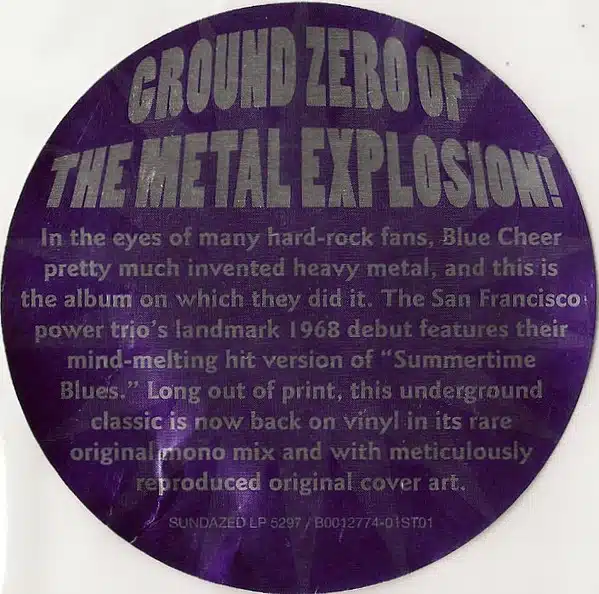 GROUND ZERO OF
THE METAL EXPLOSION!
In the eyes of many hard-rock fans, Blue Cheer
pretty much invented heavy metal, and this is
the album on which they did it. The San Francisco
power trio's landmark 1968 debut features their
mind-melting hit version of “Summertime
Blues.” Long out of print, this underground
classic is now back on vinyl in its rare
original mono mix and with meticulously
reproduced original cover art.
SUNDAZED LP 5297 / B0012774-01ST01